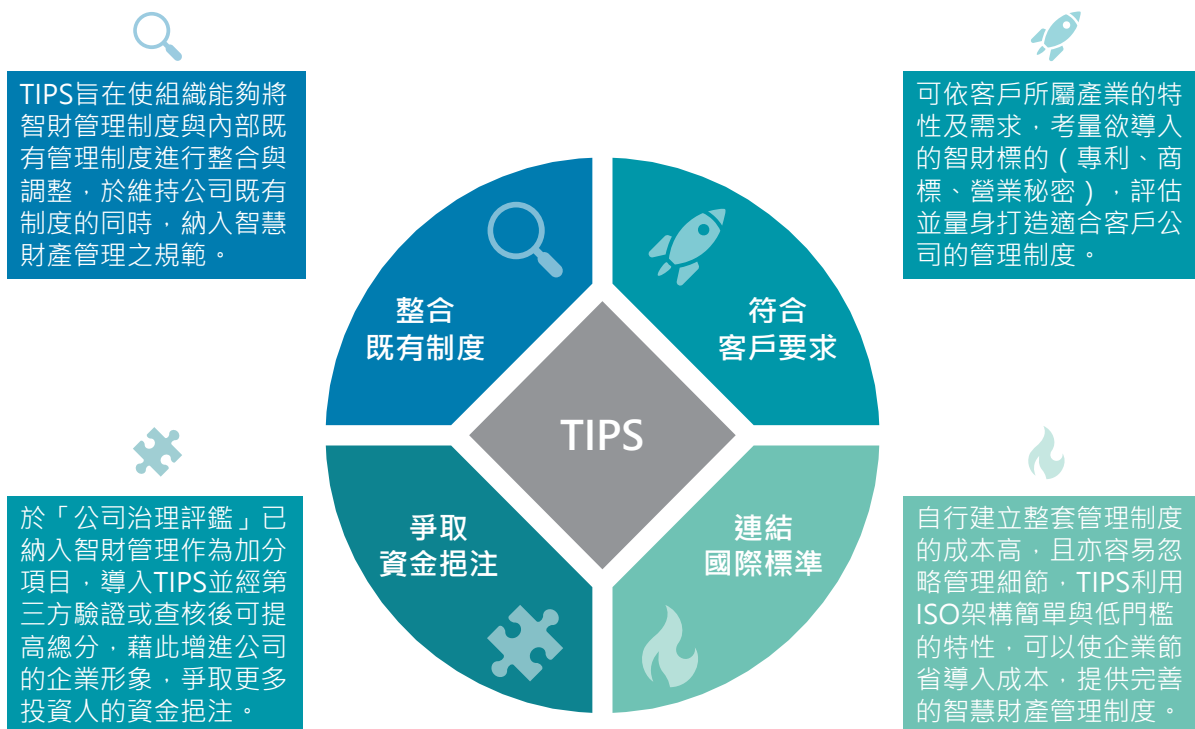 TIPS旨在使組織能夠將
智財管理制度與內部既
有管理制度進行整合與
調整，於維持公司既有
制度的同時，納入智慧
財產管理之規範。
可依客戶所屬產業的特
性及需求，考量欲導入
的智財標的（專利、商
標、營業秘密），評估
並量身打造適合客戶公
司的管理制度。
整合
既有制度
符合
客戶要求
TIPS
爭取
資金挹注
連結
國際標準
於「公司治理評鑑」已
納入智財管理作為加分
項目，導入TIPS並經第
三方驗證或查核後可提
高總分，藉此增進公司
的企業形象，爭取更多
投資人的資金挹注。
自行建立整套管理制度
的成本高，且亦容易忽
略管理細節，TIPS利用
ISO架構簡單與低門檻
的特性，可以使企業節
省導入成本，提供完善
的智慧財產管理制度。